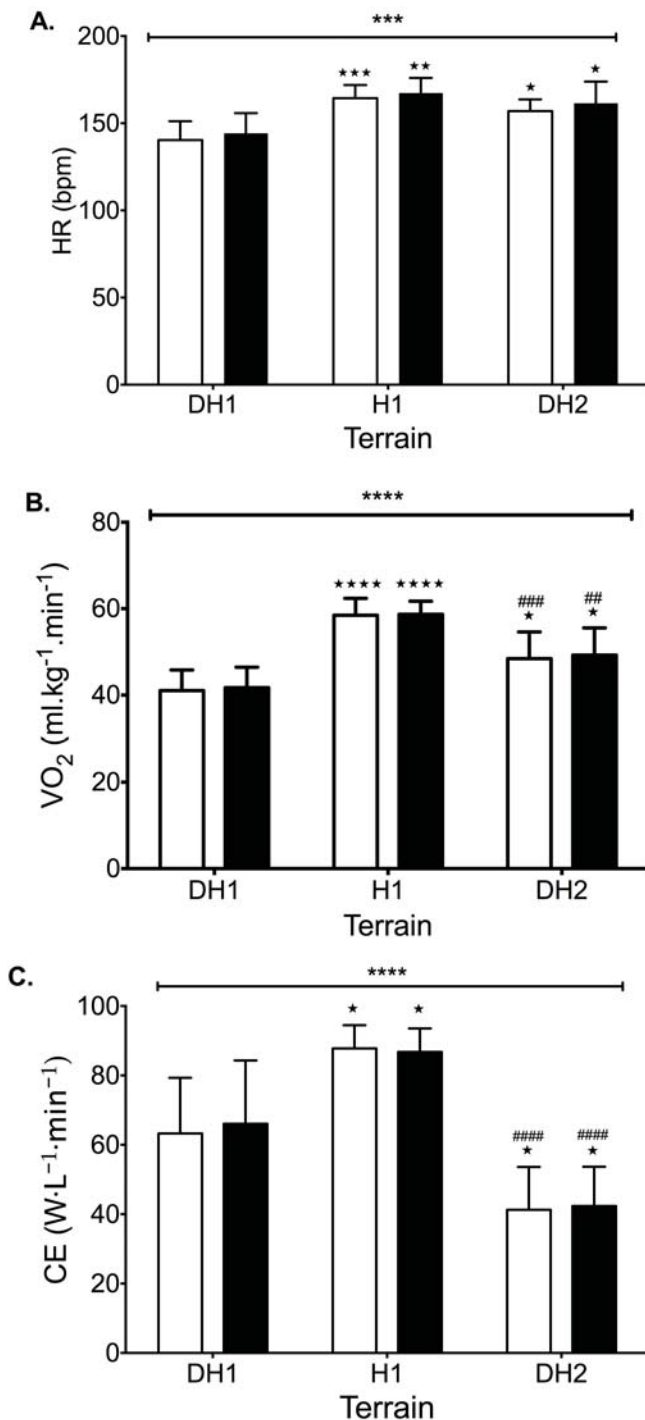 A.
***
200
★★★ ★★ ★ ★
150
100
50
0
HR (bpm)
DH1 H1 DH2
Terrain
B.
****
80
★★★★ ★★★★
### ##
★ ★
60
40
20
0
VO₂ (ml.kg⁻¹.min⁻¹)
DH1 H1 DH2
Terrain
C.
****
100
★ ★
80
60
#### ####
★ ★
40
20
0
CE (W·L⁻¹·min⁻¹)
DH1 H1 DH2
Terrain